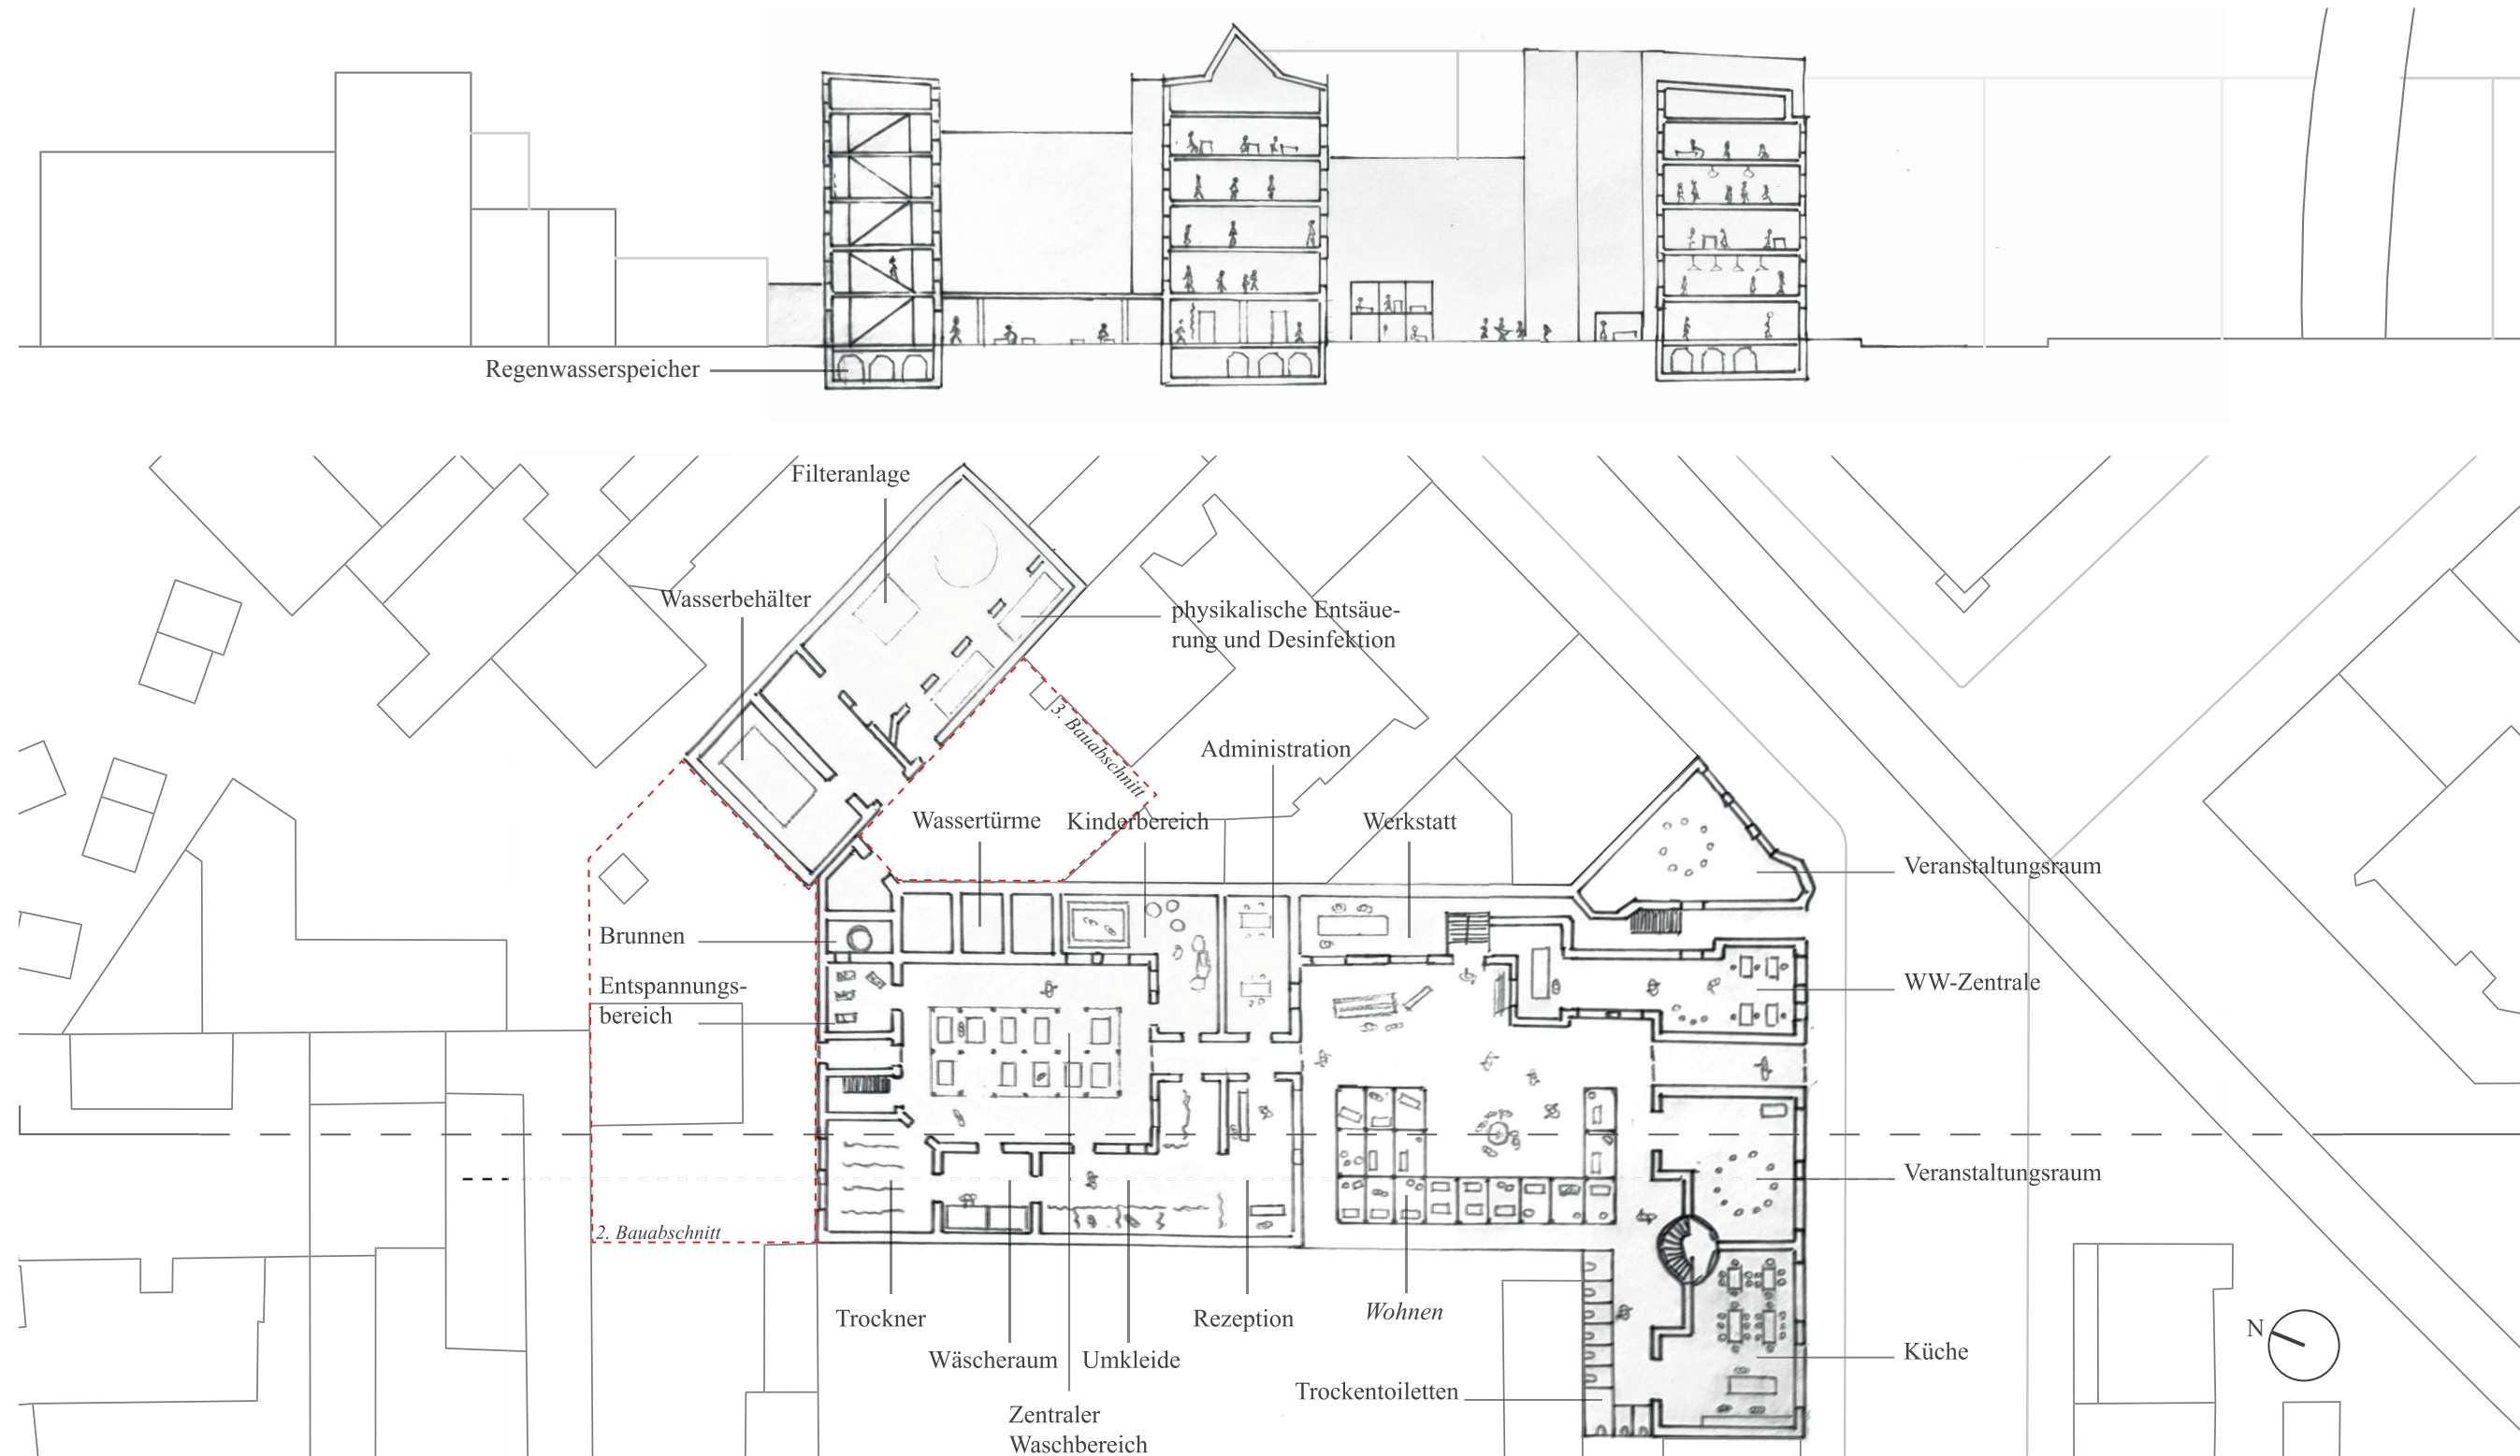 Regenwasserspeicher
Filteranlage
Wasserbehälter
physikalische Entsäue-
rung und Desinfektion
3. Bauabschnitt
Administration
Wassertürme
Kinderbereich
Werkstatt
Veranstaltungsraum
Brunnen
WW-Zentrale
Entspannungs-
bereich
Veranstaltungsraum
2. Bauabschnitt
Trockner
Rezeption
Wohnen
N
Wäscheraum
Umkleide
Küche
Trockentoiletten
Zentraler
Waschbereich